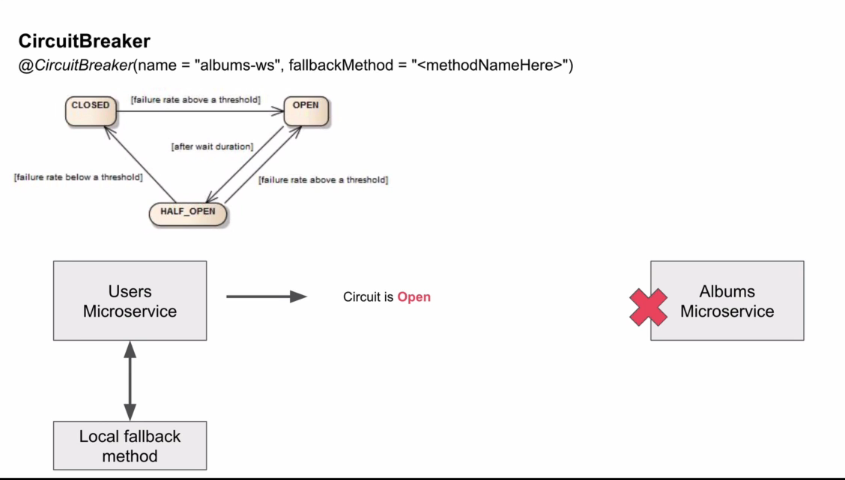 CircuitBreaker
@CircuitBreaker(name = "albums-ws", fallbackMethod = "<methodNameHere>")
CLOSED
[failure rate above a threshold]
OPEN
[after wait duration]
[failure rate below a threshold]
[failure rate above a threshold]
HALF_OPEN
Users
Microservice
Circuit is Open
Albums
Microservice
Local fallback
method